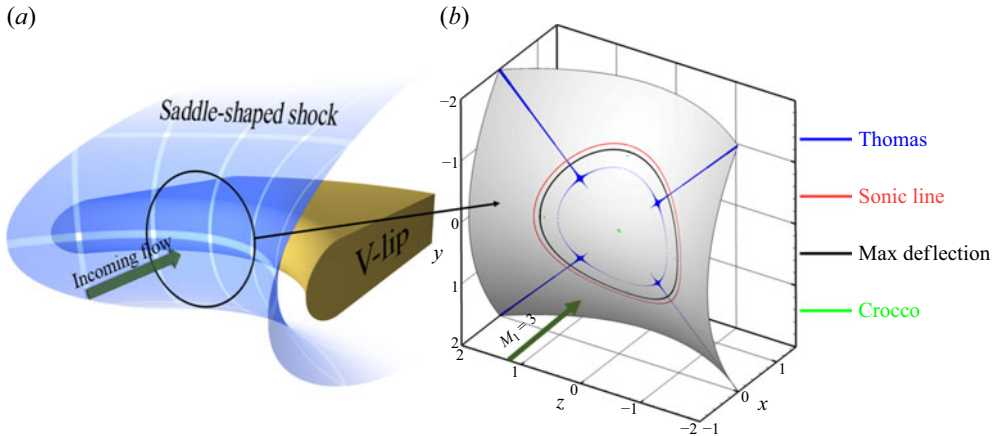 (a)
Saddle-shaped shock
Incoming flow
V-lip
(b)
−2
−1
0
1
2
y
2
1
0
−1
−2
z
−1
0
1
x
M₁ = 3
Thomas
Sonic line
Max deflection
Crocco